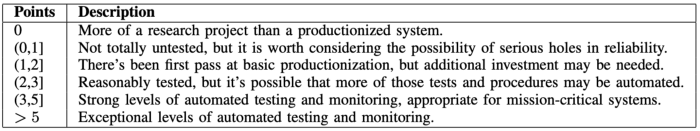 Points Description
0 More of a research project than a productionized system.
(0,1] Not totally untested, but it is worth considering the possibility of serious holes in reliability.
(1,2] There's been first pass at basic productionization, but additional investment may be needed.
(2,3] Reasonably tested, but it's possible that more of those tests and procedures may be automated.
(3,5] Strong levels of automated testing and monitoring, appropriate for mission-critical systems.
> 5 Exceptional levels of automated testing and monitoring.